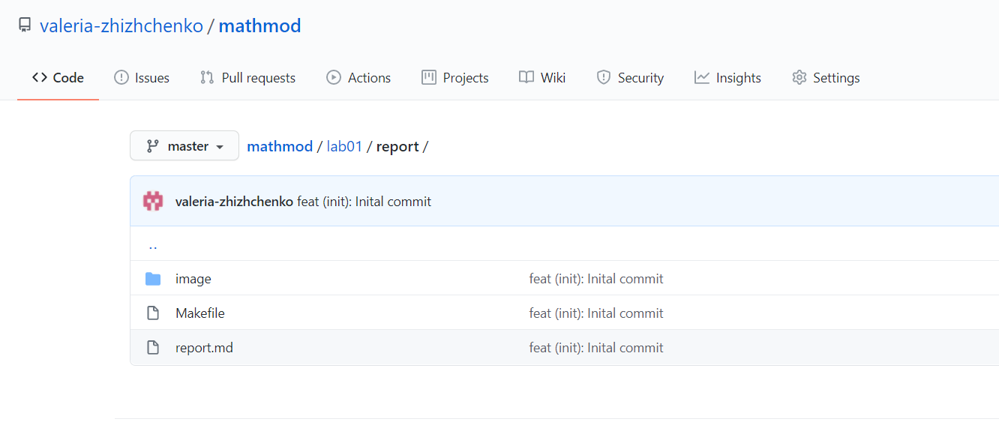 valeria-zhizhchenko / mathmod
Code Issues Pull requests Actions Projects Wiki Security Insights Settings
master mathmod / lab01 / report /
valeria-zhizhchenko feat (init): Inital commit
..
image feat (init): Inital commit
Makefile feat (init): Inital commit
report.md feat (init): Inital commit